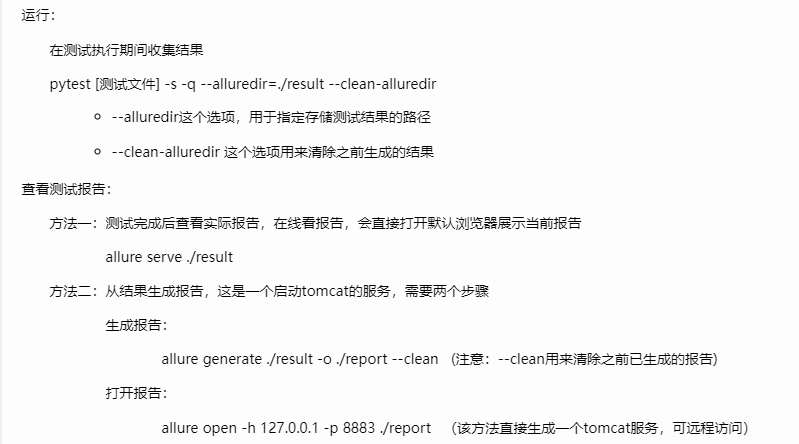 运行：
在测试执行期间收集结果
pytest [测试文件] -s -q --alluredir=./result --clean-alluredir
--alluredir这个选项，用于指定存储测试结果的路径
--clean-alluredir 这个选项用来清除之前生成的结果
查看测试报告：
方法一：测试完成后查看实际报告，在线看报告，会直接打开默认浏览器展示当前报告
allure serve ./result
方法二：从结果生成报告，这是一个启动tomcat的服务，需要两个步骤
生成报告：
allure generate ./result -o ./report --clean （注意：--clean用来清除之前已生成的报告)
打开报告：
allure open -h 127.0.0.1 -p 8883 ./report （该方法直接生成一个tomcat服务，可远程访问）